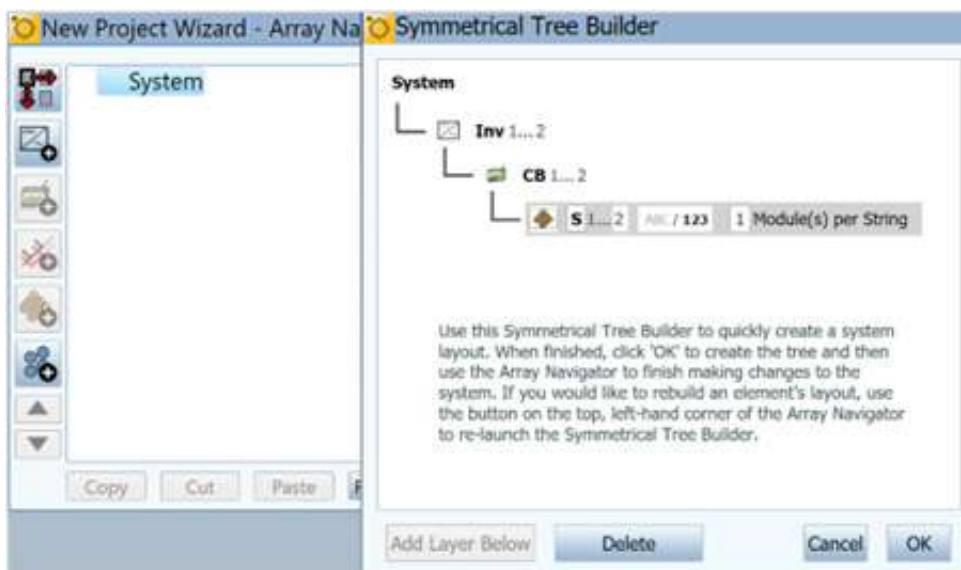 New Project Wizard - Array Na
System
Copy
Cut
Paste
Symmetrical Tree Builder
System
Inv 1... 2
CB 1... 2
S 1... 2 ABC / 123 1 Module(s) per String
Use this Symmetrical Tree Builder to quickly create a system
layout. When finished, click 'OK' to create the tree and then
use the Array Navigator to finish making changes to the
system. If you would like to rebuild an element's layout, use
the button on the top, left-hand corner of the Array Navigator
to re-launch the Symmetrical Tree Builder.
Add Layer Below
Delete
Cancel
OK